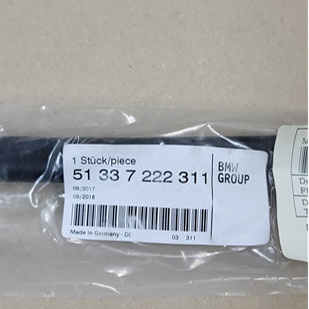 1 Stück/piece
51 33 7 222 311
BMW
GROUP
09/2017
09/2018
Made in Germany - DL
03 311